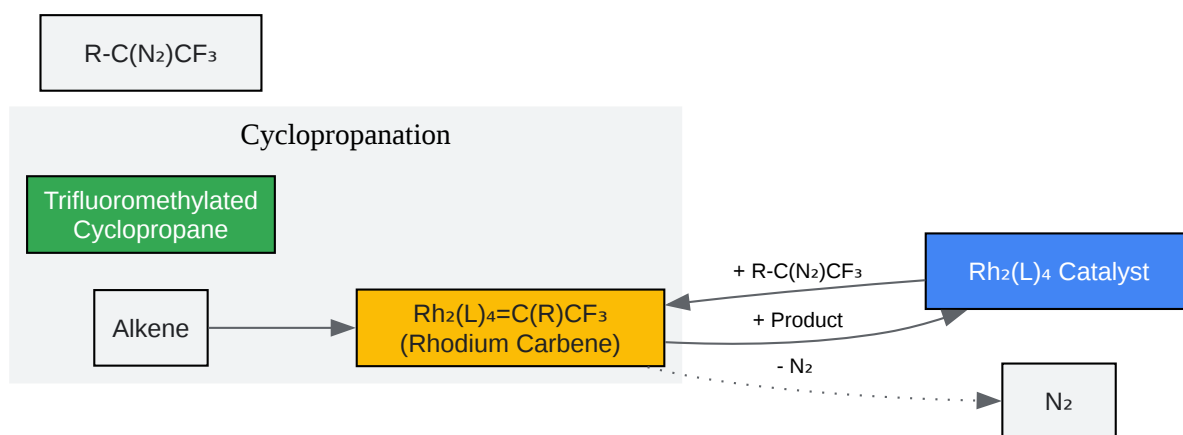 R-C(N₂)CF₃
Cyclopropanation
Trifluoromethylated
Cyclopropane
+ R-C(N₂)CF₃
Rh₂(L)₄ Catalyst
Alkene
Rh₂(L)₄=C(R)CF₃
(Rhodium Carbene)
+ Product
- N₂
N₂